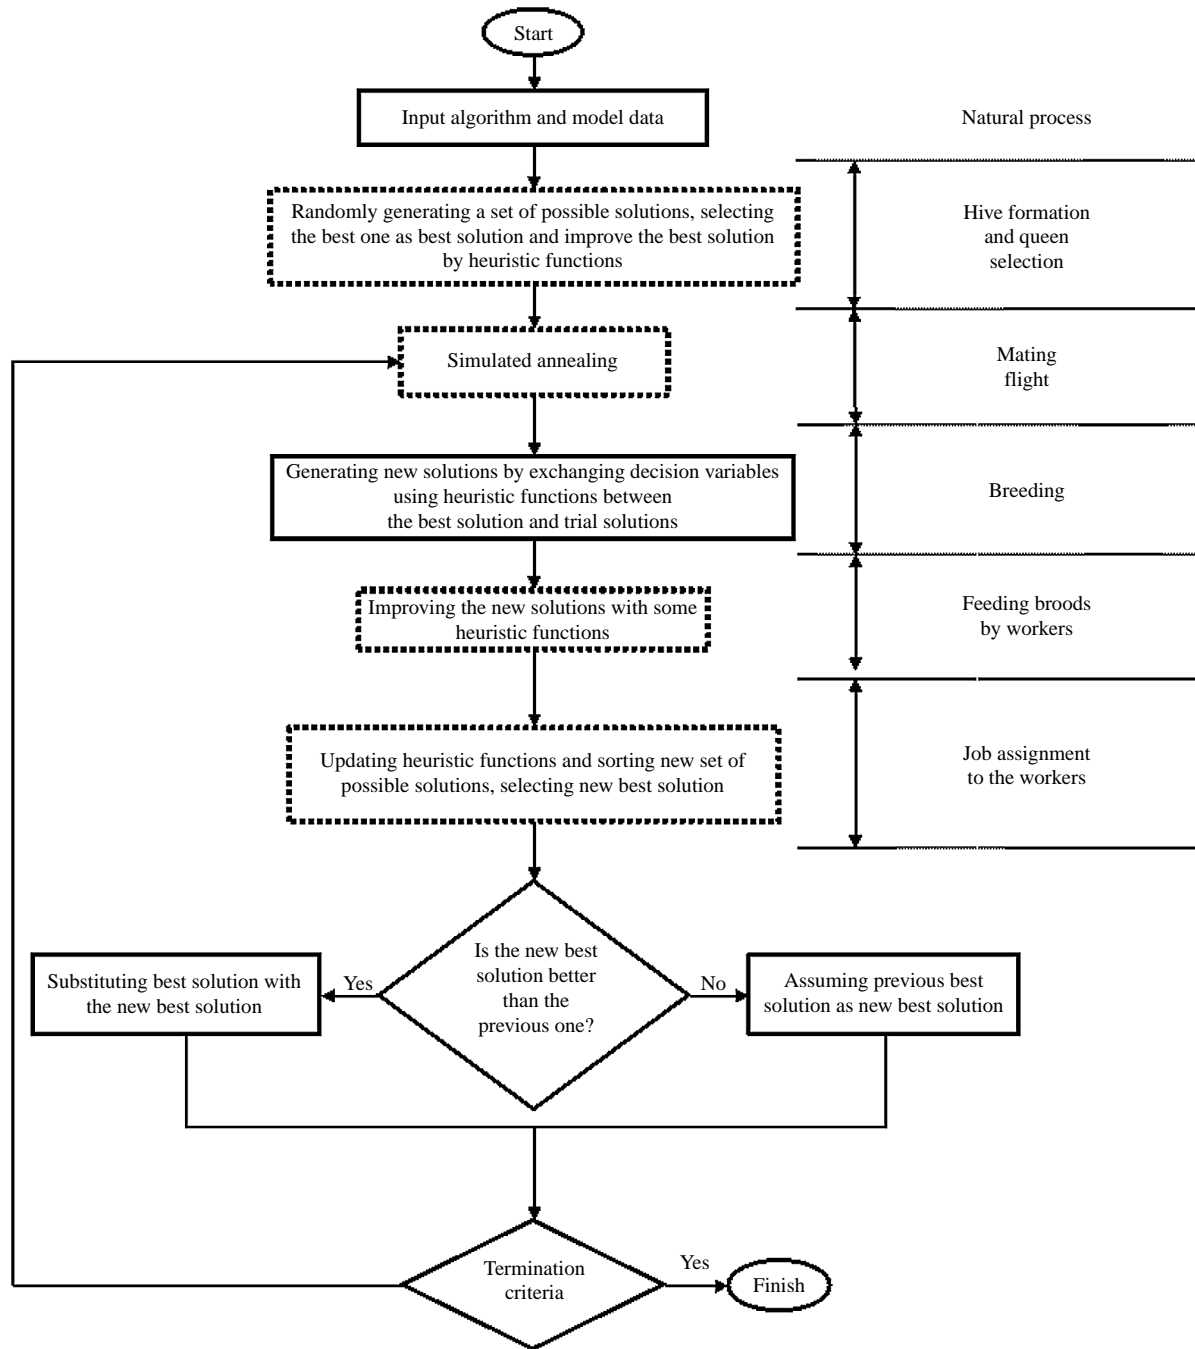 Start
Input algorithm and model data
Natural process
Randomly generating a set of possible solutions, selecting
the best one as best solution and improve the best solution
by heuristic functions
Hive formation
and queen
selection
Simulated annealing
Mating
flight
Generating new solutions by exchanging decision variables
using heuristic functions between
the best solution and trial solutions
Breeding
Improving the new solutions with some
heuristic functions
Feeding broods
by workers
Updating heuristic functions and sorting new set of
possible solutions, selecting new best solution
Job assignment
to the workers
Is the new best
solution better
than the
previous one?
Yes
No
Substituting best solution with
the new best solution
Assuming previous best
solution as new best solution
Termination
criteria
Yes
Finish